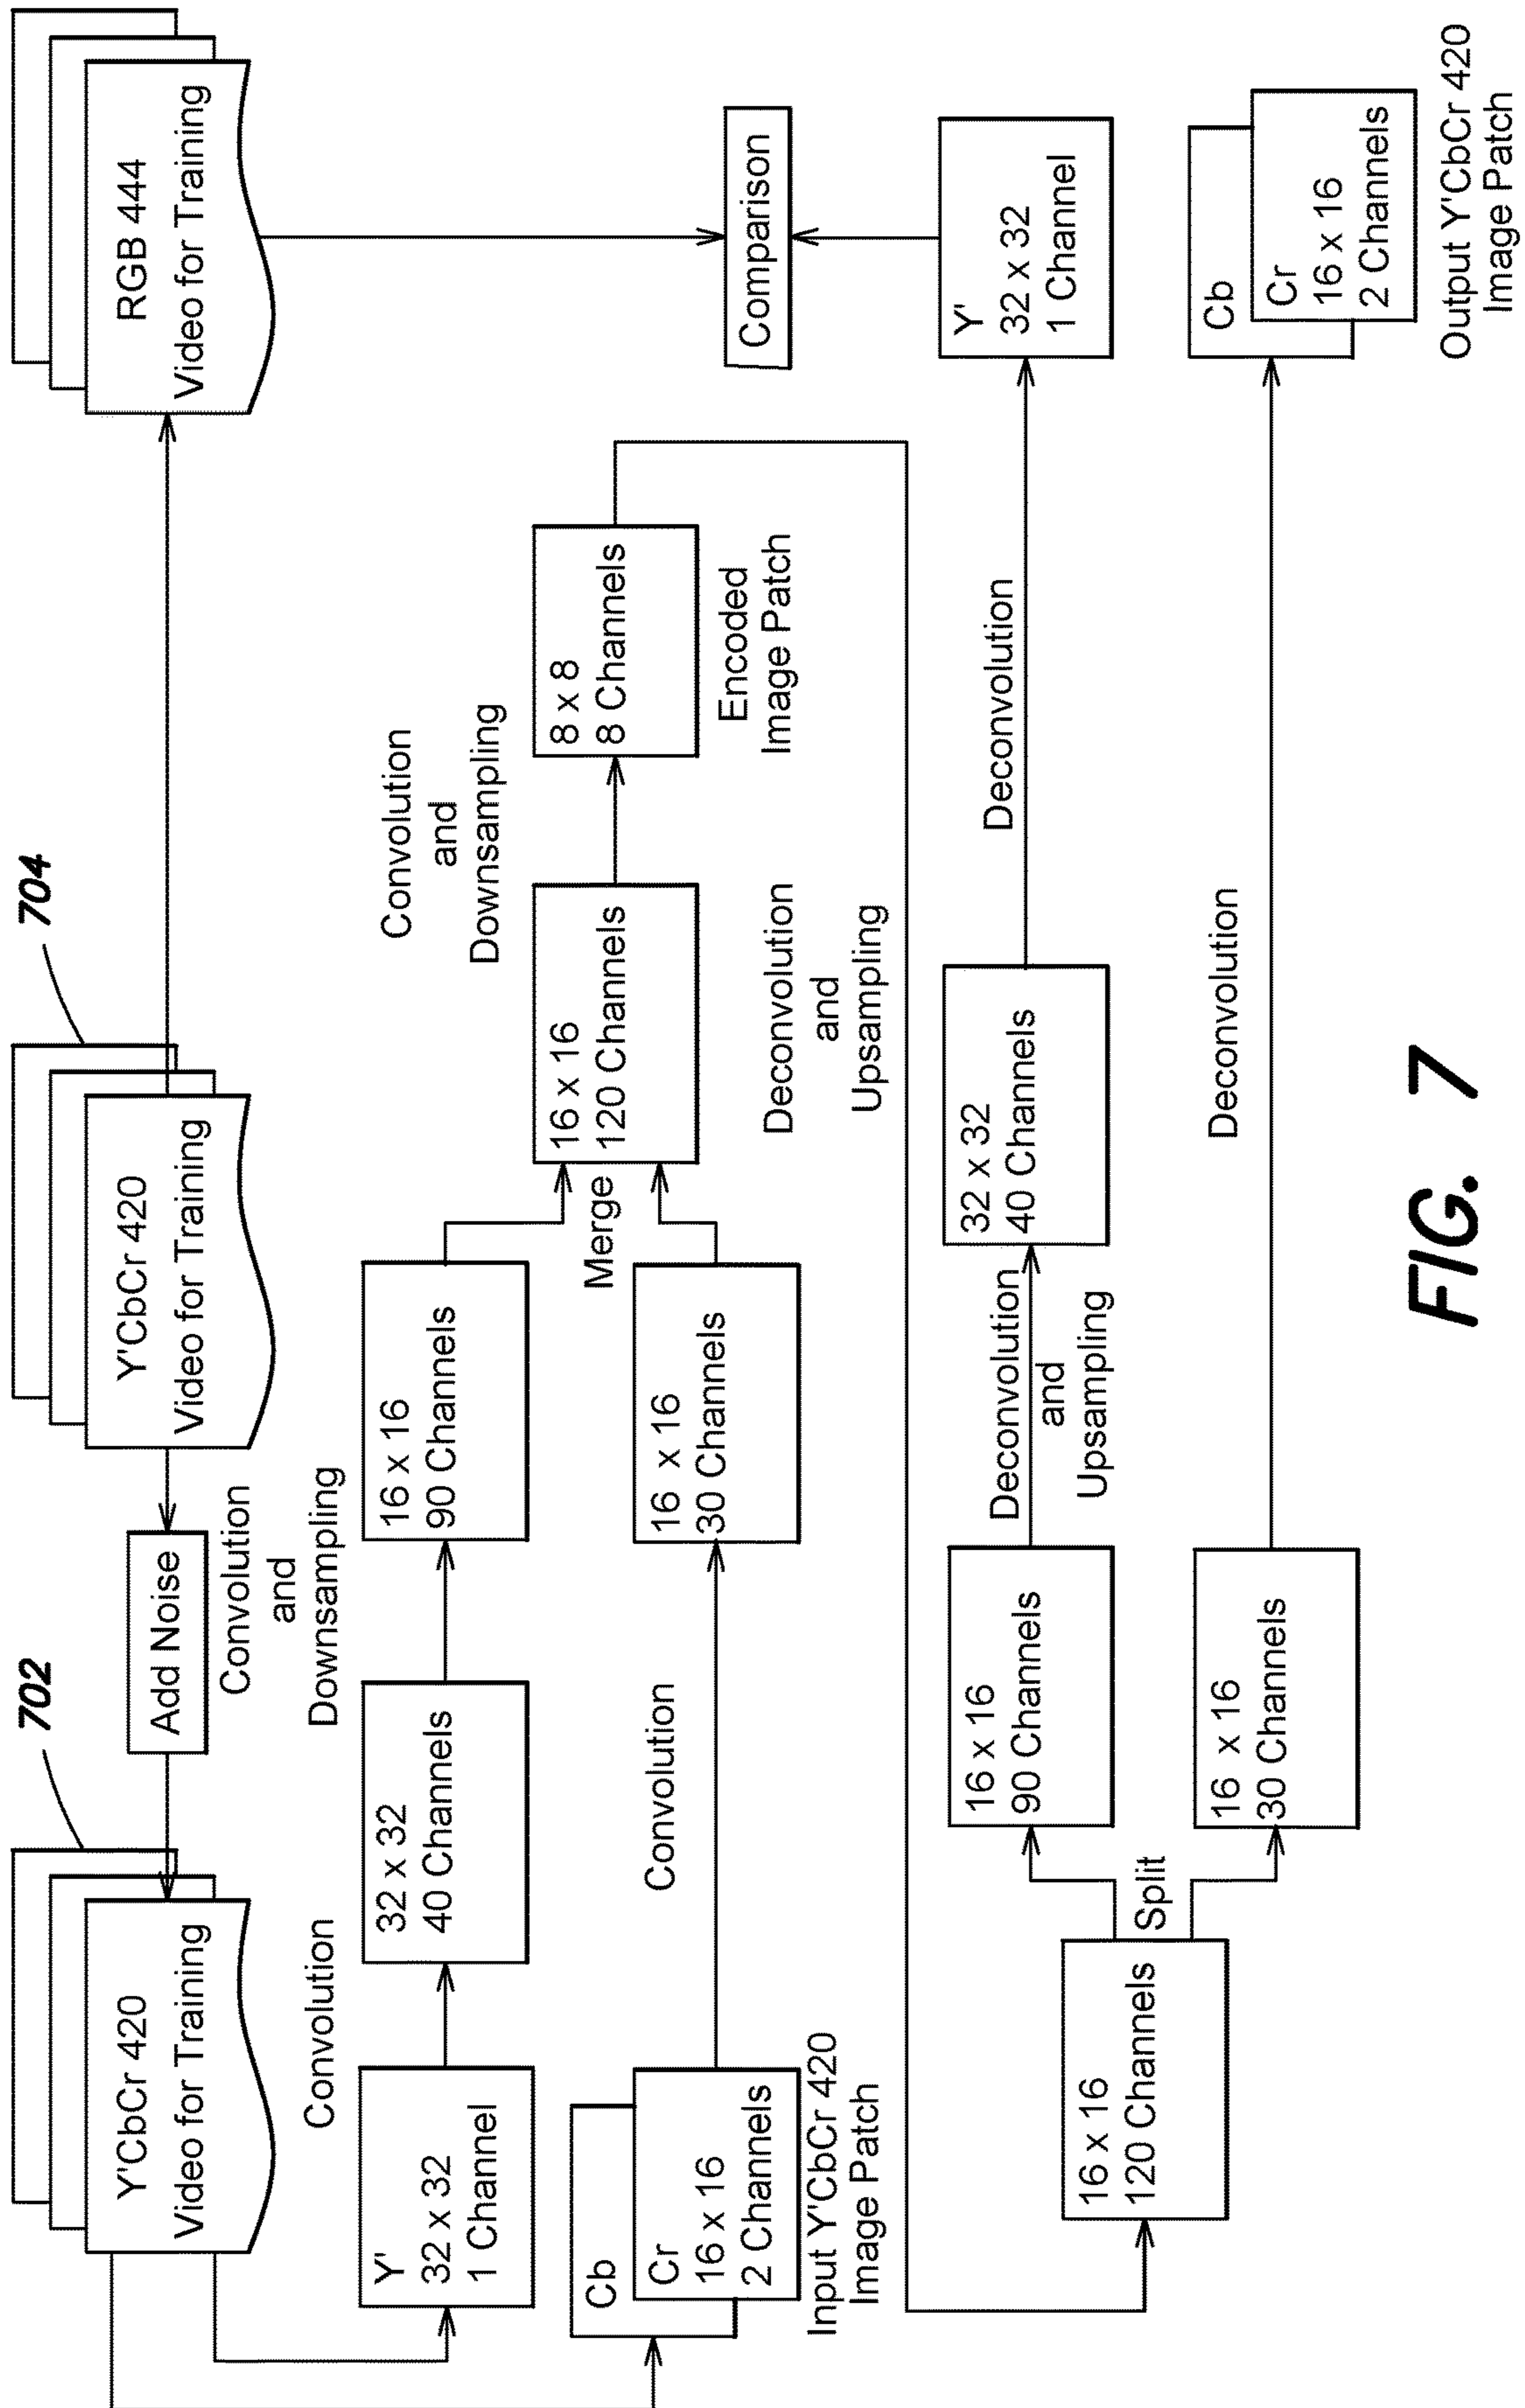 702
704
Y'CbCr 420
Video for Training
Add Noise
Y'CbCr 420
Video for Training
RGB 444
Video for Training
Convolution
Convolution
and
Downsampling
Y'
32 x 32
1 Channel
32 x 32
40 Channels
16 x 16
90 Channels
Convolution
and
Downsampling
Merge
16 x 16
120 Channels
8 x 8
8 Channels
Encoded
Image Patch
Comparison
Cb
Cr
16 x 16
2 Channels
Input Y'CbCr 420
Image Patch
Convolution
16 x 16
30 Channels
Deconvolution
and
Upsampling
16 x 16
120 Channels
Split
16 x 16
90 Channels
Deconvolution
and
Upsampling
32 x 32
40 Channels
Deconvolution
Y'
32 x 32
1 Channel
16 x 16
30 Channels
Deconvolution
Cb
Cr
16 x 16
2 Channels
Output Y'CbCr 420
Image Patch
FIG. 7